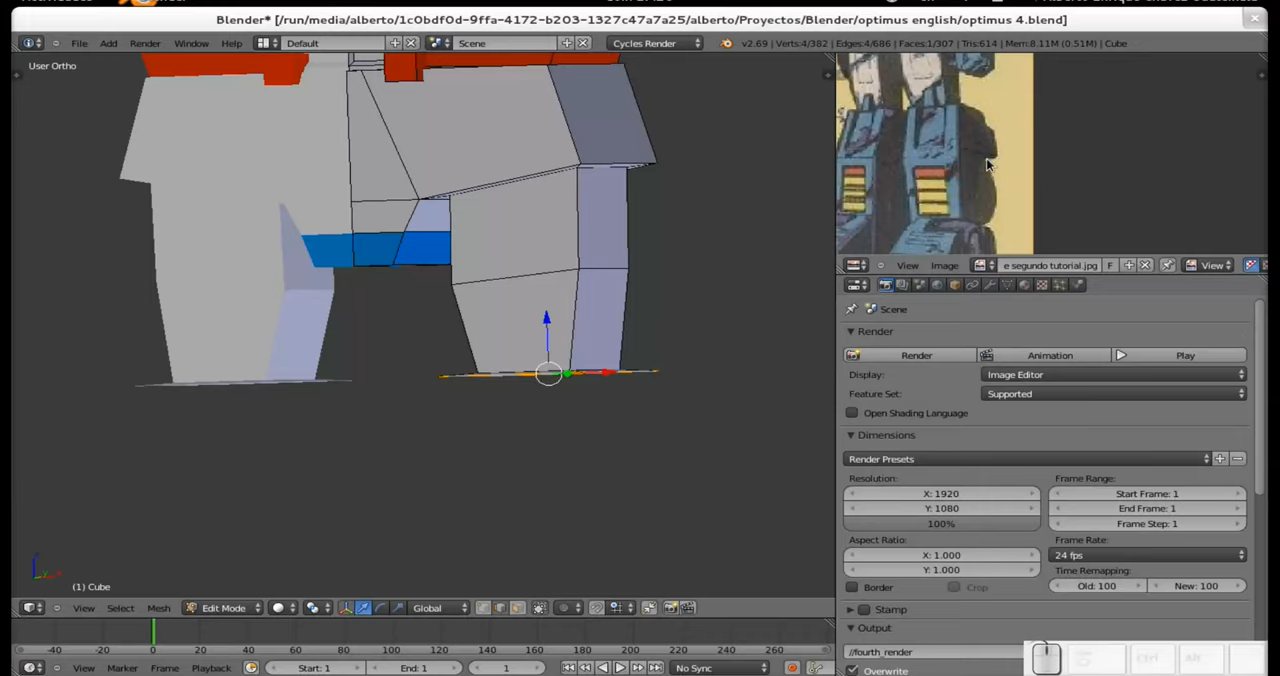 Blender* [/run/media/alberto/1c0bdf0d-9ffa-4172-b203-1327c47a7a25/alberto/Proyectos/Blender/optimus english/optimus 4.blend]
File Add Render Window Help Default Scene Cycles Render v2.69 | Verts:4/382 | Edges:4/686 | Faces:1/307 | Tris:614 | Mem:8.11M (0.51M) | Cube
User Ortho
View Image e segundo tutorial.jpg F View
Scene
Render
Render Animation Play
Display: Image Editor
Feature Set: Supported
Open Shading Language
Dimensions
Render Presets
Resolution: Frame Range:
X: 1920 Start Frame: 1
Y: 1080 End Frame: 1
100% Frame Step: 1
Aspect Ratio: Frame Rate:
X: 1.000 24 fps
Y: 1.000 Time Remapping:
Border Crop Old: 100 New: 100
(1) Cube
View Select Mesh Edit Mode Global
Stamp
Output
-40 -20 0 20 40 60 80 100 120 140 160 180 200 220 240 260
//fourth_render
View Marker Frame Playback Start: 1 End: 1 1 No Sync
Overwrite
Ctrl Alt